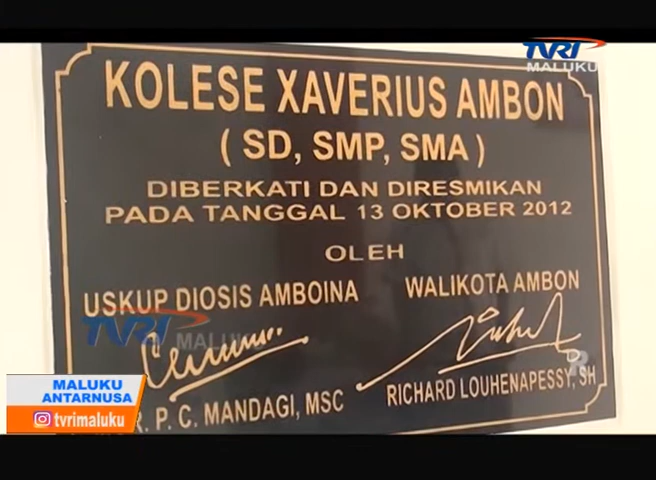 TVRI
MALUKU
KOLESE XAVERIUS AMBON
( SD, SMP, SMA )
DIBERKATI DAN DIRESMIKAN
PADA TANGGAL 13 OKTOBER 2012
OLEH
USKUP DIOSIS AMBOINA
WALIKOTA AMBON
TVRI MALUKU
R. P. C. MANDAGI, MSC
RICHARD LOUHENAPESSY, SH
MALUKU
ANTARNUSA
tvrimaluku